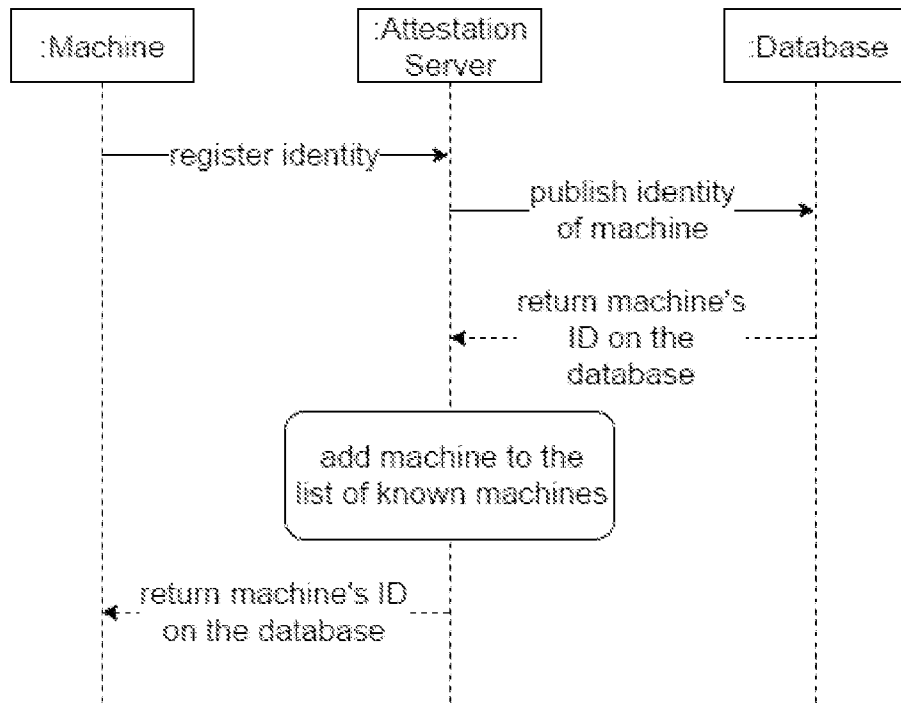 :Machine
:Attestation
Server
:Database
register identity
publish identity
of machine
return machine's
ID on the
database
add machine to the
list of known machines
return machine's ID
on the database